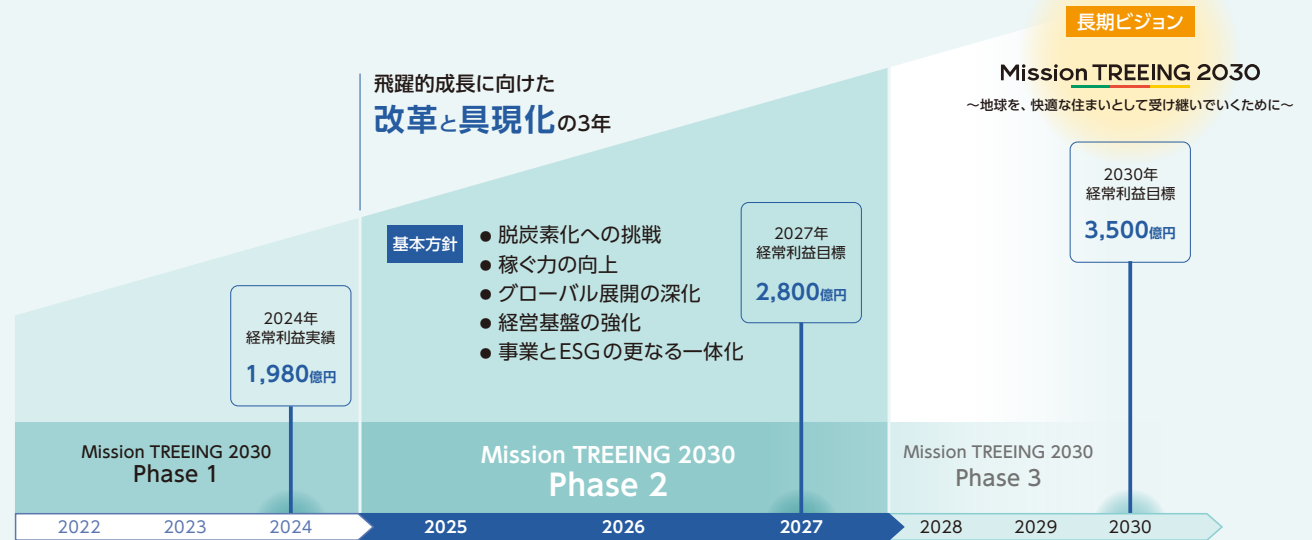 長期ビジョン
Mission TREEING 2030
～地球を、快適な住まいとして受け継いでいくために～
飛躍的成長に向けた
改革と具現化の3年
基本方針
● 脱炭素化への挑戦
● 稼ぐ力の向上
● グローバル展開の深化
● 経営基盤の強化
● 事業とESGの更なる一体化
2024年
経常利益実績
1,980億円
2027年
経常利益目標
2,800億円
2030年
経常利益目標
3,500億円
Mission TREEING 2030
Phase 1
Mission TREEING 2030
Phase 2
Mission TREEING 2030
Phase 3
2022 2023 2024 2025 2026 2027 2028 2029 2030